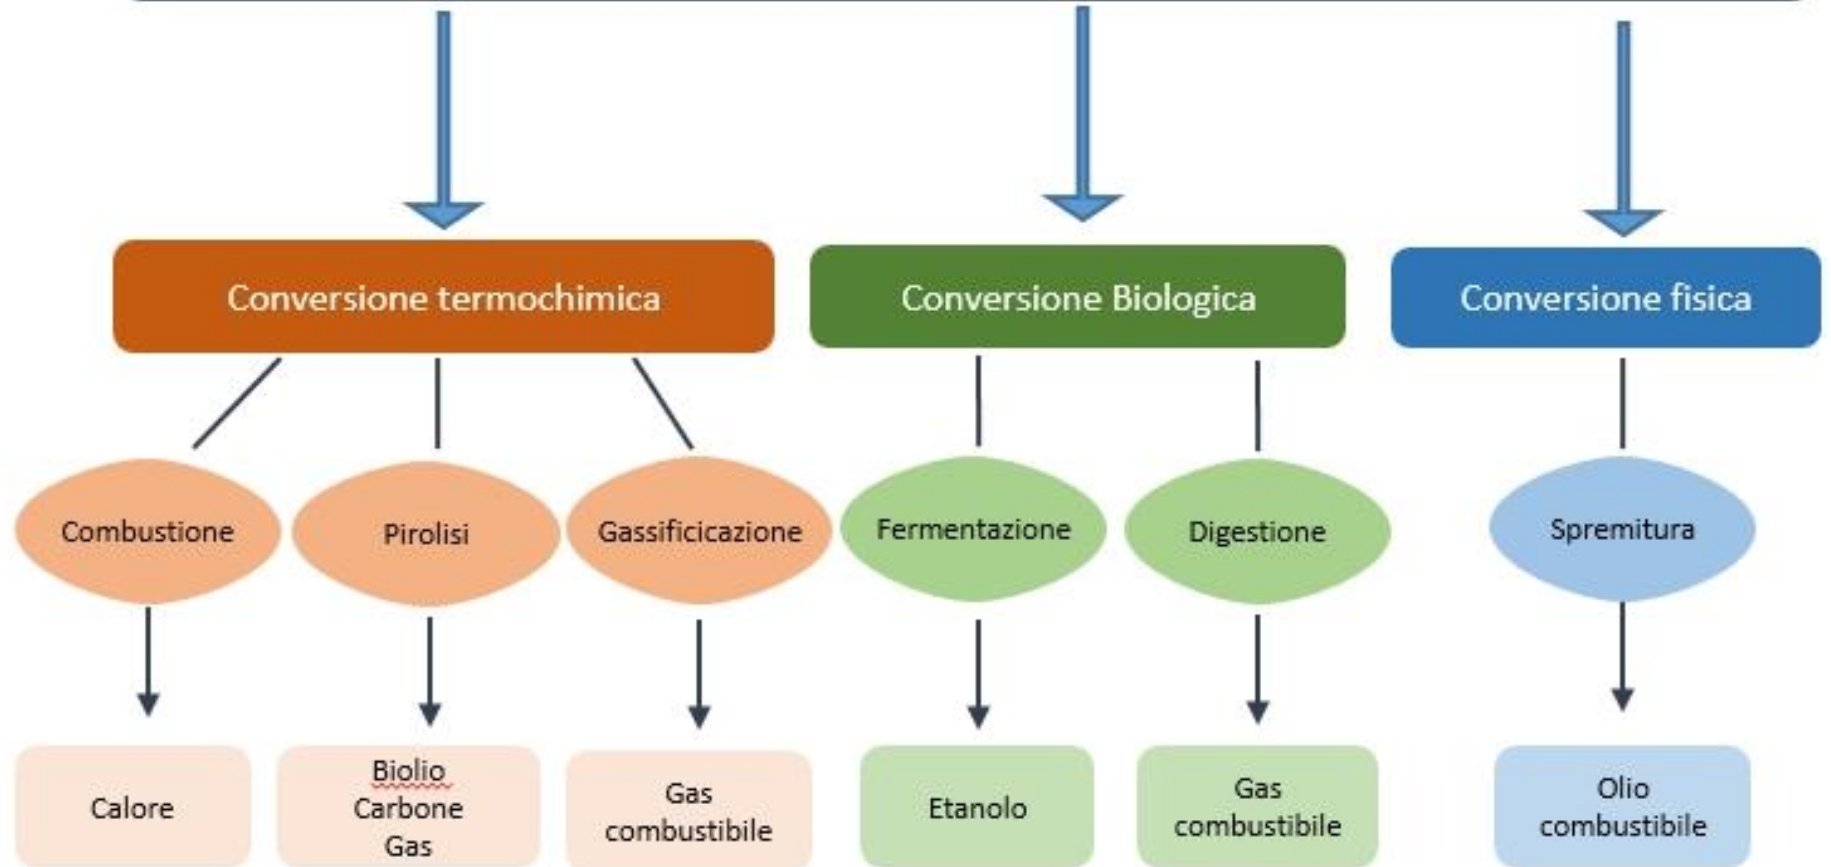 Conversione termochimica
Conversione Biologica
Conversione fisica
Combustione
Pirolisi
Gassificicazione
Fermentazione
Digestione
Spremitura
Calore
Biolio
Carbone
Gas
Gas
combustibile
Etanolo
Gas
combustibile
Olio
combustibile